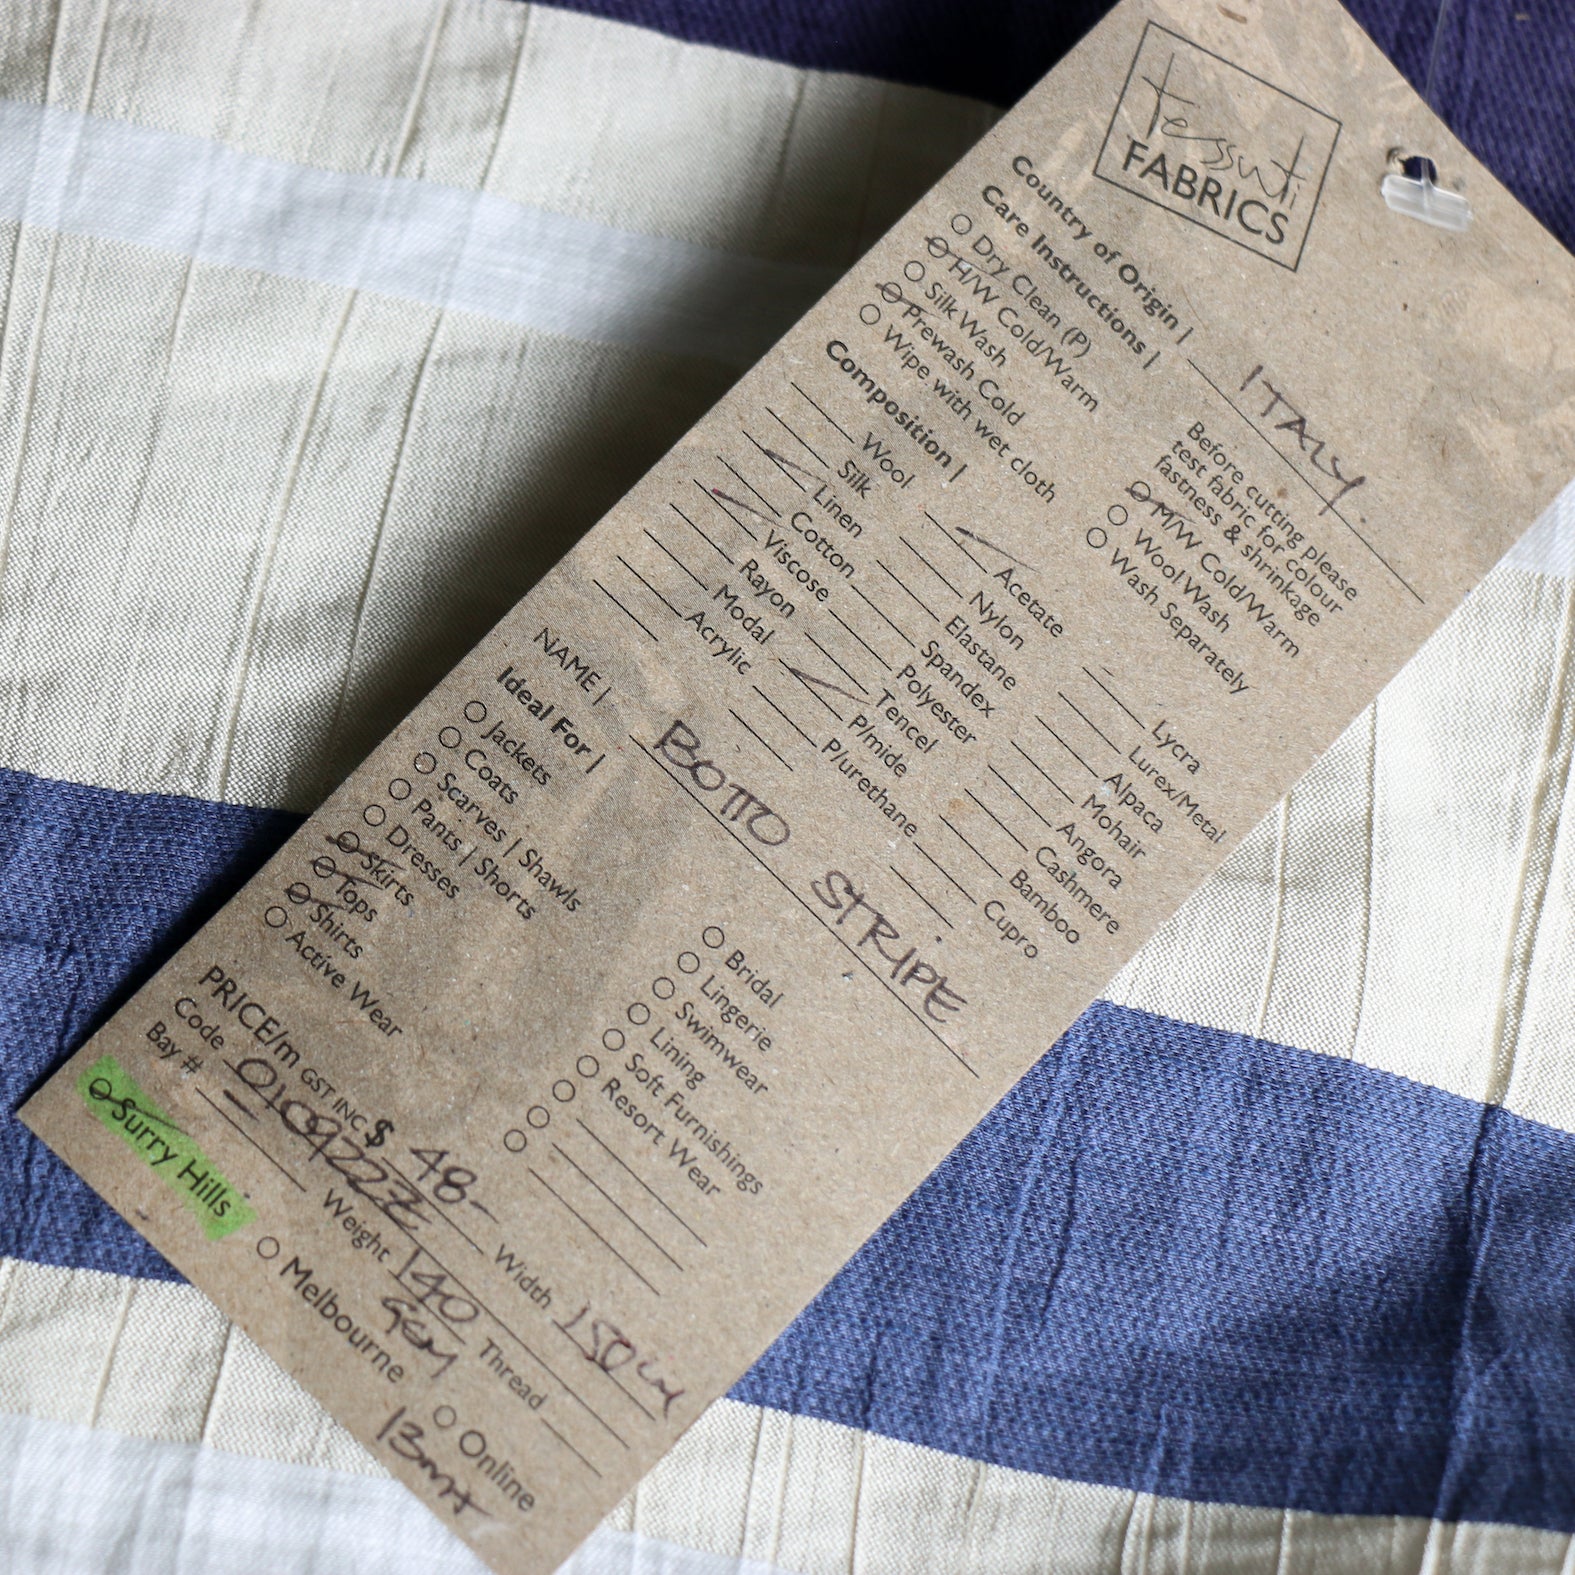 tessuti
FABRICS
Country of Origin | ITALY
Care Instructions |
Dry Clean (P)
H/W Cold/Warm
Silk Wash
Prewash Cold
Wipe with wet cloth
Before cutting please
test fabric for colour
fastness & shrinkage
M/W Cold/Warm
Wool Wash
Wash Separately
Composition |
Wool
Silk
Linen
Cotton
Viscose
Rayon
Modal
Acrylic
Acetate
Nylon
Elastane
Spandex
Polyester
Tencel
P/mide
P/urethane
Lycra
Lurex/Metal
Alpaca
Mohair
Angora
Cashmere
Bamboo
Cupro
NAME | BOTTO STRIPE
Ideal For |
Jackets
Coats
Scarves | Shawls
Pants | Shorts
Dresses
Skirts
Tops
Shirts
Active Wear
Bridal
Lingerie
Swimwear
Lining
Soft Furnishings
Resort Wear
PRICE/m GST INC $ 48- Width 150cm
Code Weight 140 GSM Thread
Bay # -
Surry Hills Melbourne Online